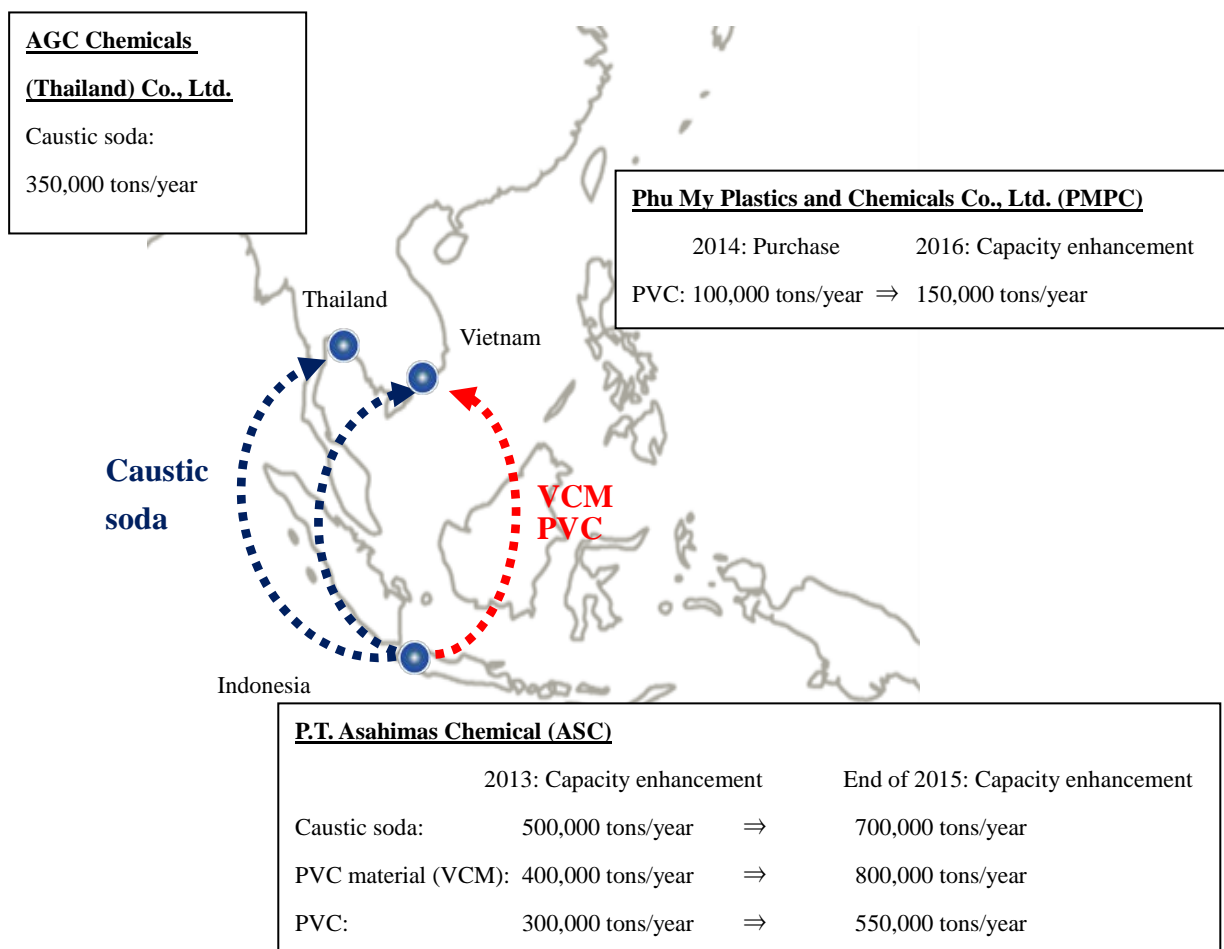 AGC Chemicals
(Thailand) Co., Ltd.
Caustic soda:
350,000 tons/year
Phu My Plastics and Chemicals Co., Ltd. (PMPC)
2014: Purchase 2016: Capacity enhancement
PVC: 100,000 tons/year ⇒ 150,000 tons/year
Thailand
Vietnam
Caustic
soda
VCM
PVC
Indonesia
P.T. Asahimas Chemical (ASC)
2013: Capacity enhancement End of 2015: Capacity enhancement
Caustic soda: 500,000 tons/year ⇒ 700,000 tons/year
PVC material (VCM): 400,000 tons/year ⇒ 800,000 tons/year
PVC: 300,000 tons/year ⇒ 550,000 tons/year